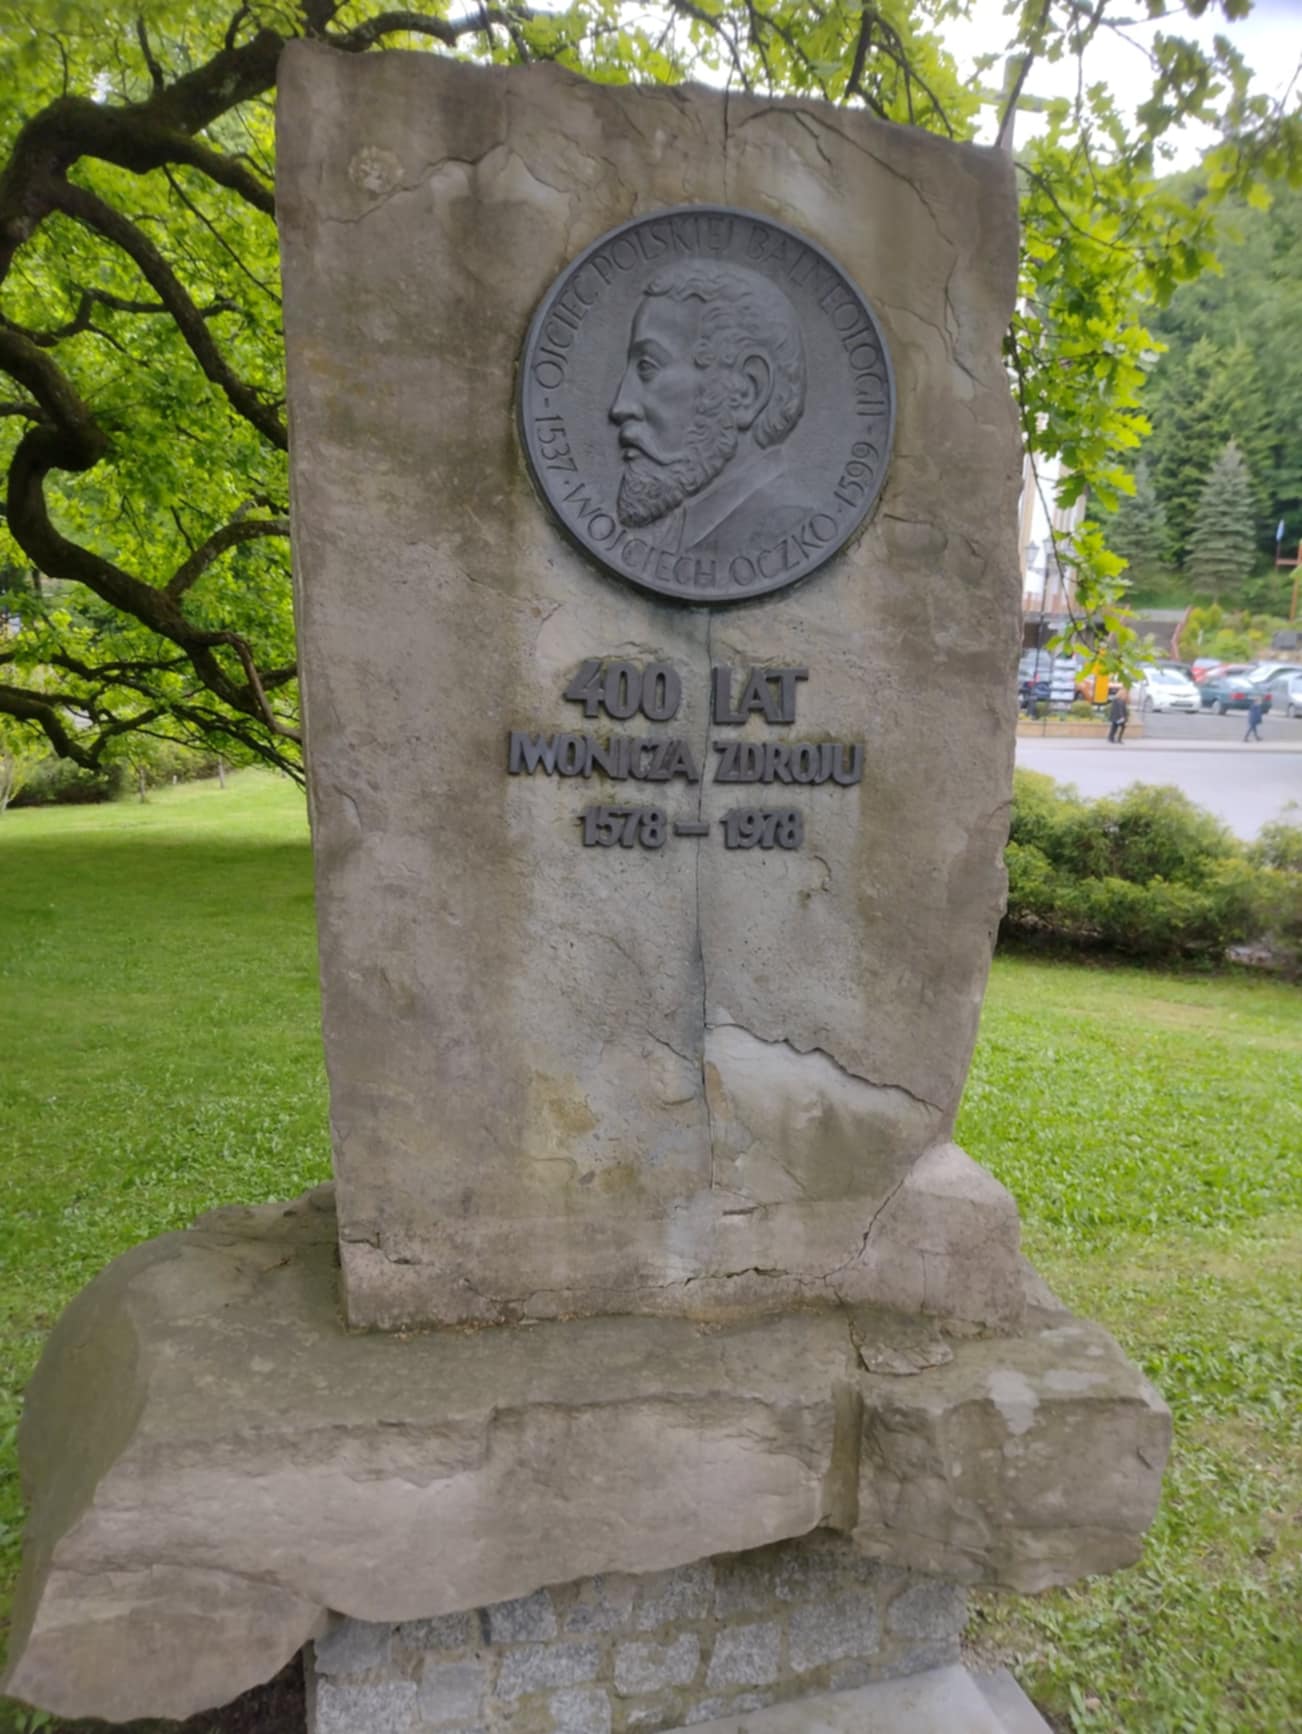 OJCIEC POLSKIEJ BALNEOLOGII - 1599 · WOJCIECH OCZKO · 1537 -
400 LAT
IWONICZA ZDROJU
1578 - 1978